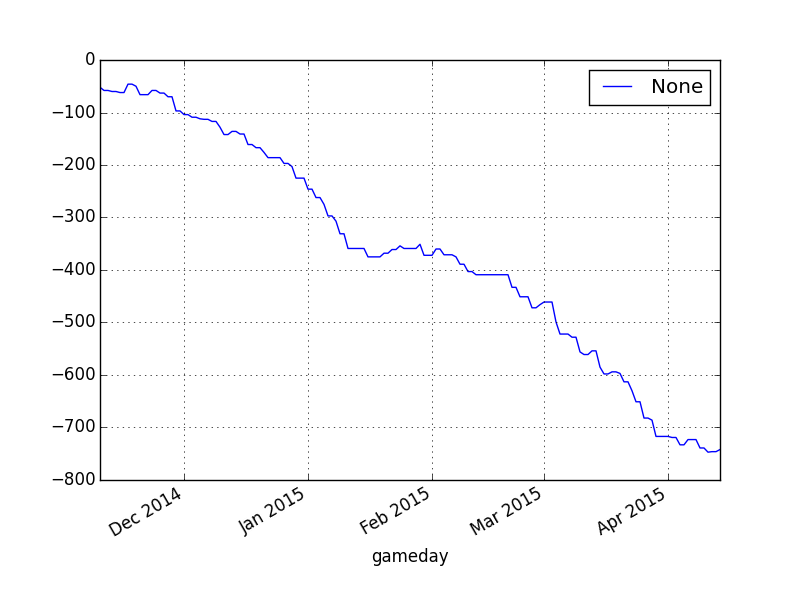 0
None
−100
−200
−300
−400
−500
−600
−700
−800
Dec 2014
Jan 2015
Feb 2015
Mar 2015
Apr 2015
gameday